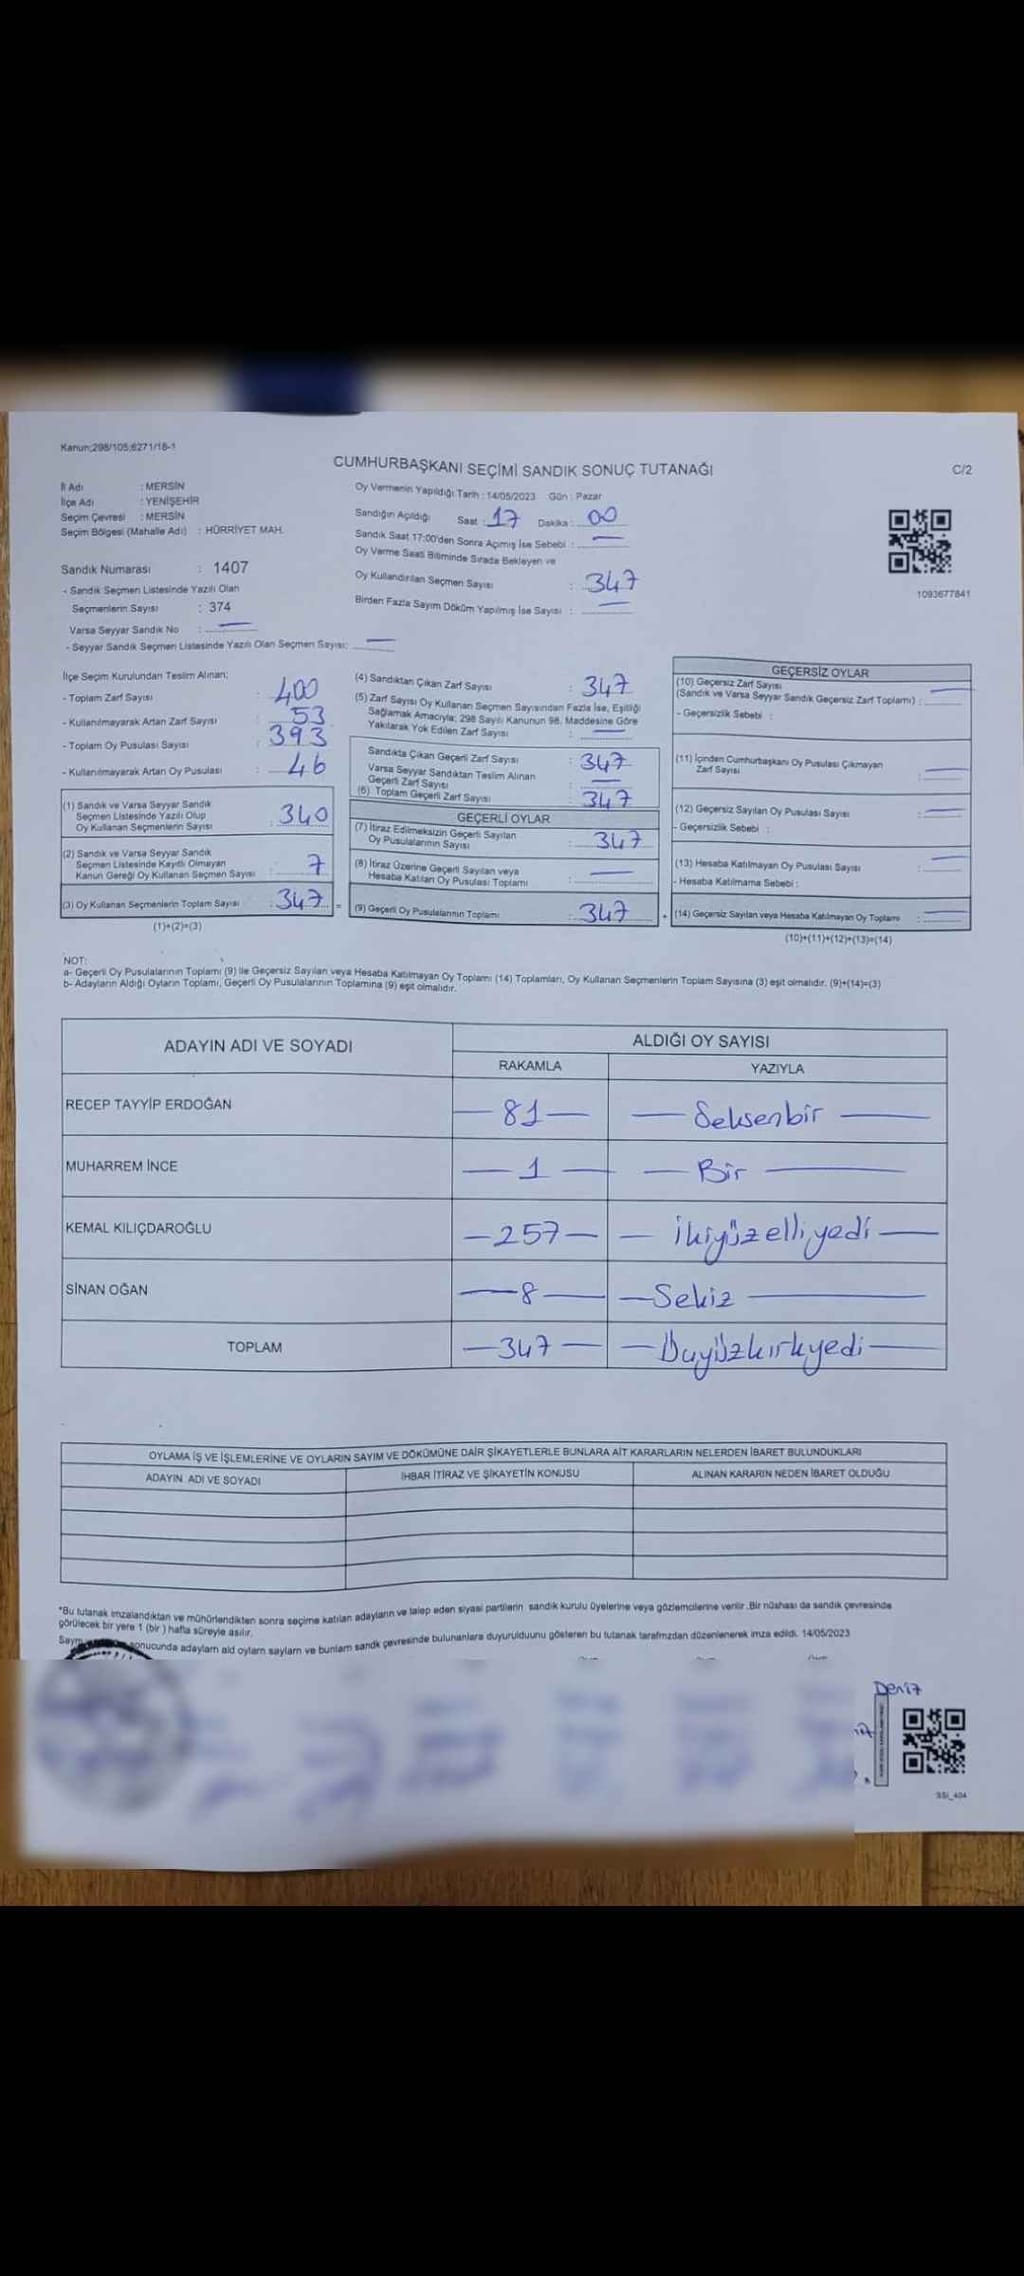 Kanun;298/105;6271/18-1
CUMHURBAŞKANI SEÇİMİ SANDIK SONUÇ TUTANAĞI
C/2
İl Adı : MERSİN
İlçe Adı : YENİŞEHİR
Seçim Çevresi : MERSİN
Seçim Bölgesi (Mahalle Adı) : HÜRRİYET MAH.
Sandık Numarası : 1407
- Sandık Seçmen Listesinde Yazılı Olan
Seçmenlerin Sayısı : 374
Varsa Seyyar Sandık No :
- Seyyar Sandık Seçmen Listesinde Yazılı Olan Seçmen Sayısı:
Oy Vermenin Yapıldığı Tarih : 14/05/2023 Gün : Pazar
Sandığın Açıldığı Saat : 17 Dakika : 00
Sandık Saat 17:00'den Sonra Açılmış İse Sebebi :
Oy Verme Saati Bitiminde Sırada Bekleyen ve
Oy Kullandırılan Seçmen Sayısı : 347
Birden Fazla Sayım Döküm Yapılmış İse Sayısı :
1093677841
İlçe Seçim Kurulundan Teslim Alınan;
- Toplam Zarf Sayısı : 400
- Kullanılmayarak Artan Zarf Sayısı : 53
- Toplam Oy Pusulası Sayısı : 393
- Kullanılmayarak Artan Oy Pusulası : 46
(1) Sandık ve Varsa Seyyar Sandık
Seçmen Listesinde Yazılı Olup
Oy Kullanan Seçmenlerin Sayısı : 340
(2) Sandık ve Varsa Seyyar Sandık
Seçmen Listesinde Kayıtlı Olmayan
Kanun Gereği Oy Kullanan Seçmen Sayısı : 7
(3) Oy Kullanan Seçmenlerin Toplam Sayısı : 347 =
(1)+(2)=(3)
(4) Sandıktan Çıkan Zarf Sayısı : 347
(5) Zarf Sayısı Oy Kullanan Seçmen Sayısından Fazla İse, Eşitliği
Sağlamak Amacıyla; 298 Sayılı Kanunun 98. Maddesine Göre
Yakılarak Yok Edilen Zarf Sayısı :
Sandıkta Çıkan Geçerli Zarf Sayısı : 347
Varsa Seyyar Sandıktan Teslim Alınan
Geçerli Zarf Sayısı :
(6) Toplam Geçerli Zarf Sayısı : 347
GEÇERLİ OYLAR
(7) İtiraz Edilmeksizin Geçerli Sayılan
Oy Pusulalarının Sayısı : 347
(8) İtiraz Üzerine Geçerli Sayılan veya
Hesaba Katılan Oy Pusulası Toplamı :
(9) Geçerli Oy Pusulalarının Toplamı : 347 +
GEÇERSİZ OYLAR
(10) Geçersiz Zarf Sayısı
(Sandık ve Varsa Seyyar Sandık Geçersiz Zarf Toplamı) :
- Geçersizlik Sebebi :
(11) İçinden Cumhurbaşkanı Oy Pusulası Çıkmayan
Zarf Sayısı :
(12) Geçersiz Sayılan Oy Pusulası Sayısı :
- Geçersizlik Sebebi :
(13) Hesaba Katılmayan Oy Pusulası Sayısı :
- Hesaba Katılmama Sebebi :
(14) Geçersiz Sayılan veya Hesaba Katılmayan Oy Toplamı :
(10)+(11)+(12)+(13)=(14)
NOT:
a- Geçerli Oy Pusulalarının Toplamı (9) İle Geçersiz Sayılan veya Hesaba Katılmayan Oy Toplamı (14) Toplamları, Oy Kullanan Seçmenlerin Toplam Sayısına (3) eşit olmalıdır. (9)+(14)=(3)
b- Adayların Aldığı Oyların Toplamı, Geçerli Oy Pusulalarının Toplamına (9) eşit olmalıdır.
ADAYIN ADI VE SOYADI
ALDIĞI OY SAYISI
RAKAMLA YAZIYLA
RECEP TAYYİP ERDOĞAN 81 Seksenbir
MUHARREM İNCE 1 Bir
KEMAL KILIÇDAROĞLU 257 İkiyüzelliyedi
SİNAN OĞAN 8 Sekiz
TOPLAM 347 Üçyüzkırkyedi
OYLAMA İŞ VE İŞLEMLERİNE VE OYLARIN SAYIM VE DÖKÜMÜNE DAİR ŞİKAYETLERLE BUNLARA AİT KARARLARIN NELERDEN İBARET BULUNDUKLARI
ADAYIN ADI VE SOYADI İHBAR İTİRAZ VE ŞİKAYETİN KONUSU ALINAN KARARIN NEDEN İBARET OLDUĞU
*Bu tutanak imzalandıktan ve mühürlendikten sonra seçime katılan adayların ve talep eden siyasi partilerin sandık kurulu üyelerine veya gözlemcilerine verilir. Bir nüshası da sandık çevresinde
görülecek bir yere 1 (bir) hafta süreyle asılır.
Sayım sonucunda adayların ald oyların sayları ve bunların sandk çevresinde bulunanlara duyurulduunu gösteren bu tutanak tarafmzdan düzenlenerek imza edildi. 14/05/2023
Deniz
SSI_404